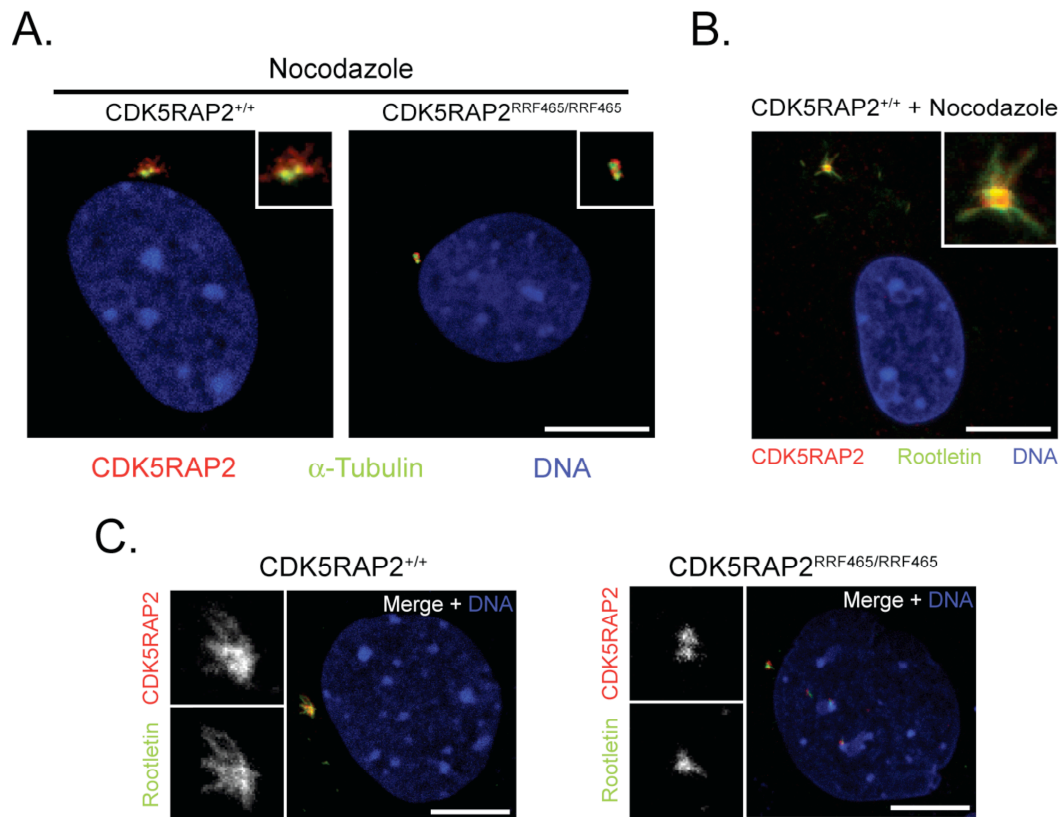 A.
Nocodazole
CDK5RAP2+/+
CDK5RAP2RRF465/RRF465
CDK5RAP2 α-Tubulin DNA
B.
CDK5RAP2+/+ + Nocodazole
CDK5RAP2 Rootletin DNA
C.
CDK5RAP2+/+
CDK5RAP2
Rootletin
Merge + DNA
CDK5RAP2RRF465/RRF465
CDK5RAP2
Rootletin
Merge + DNA